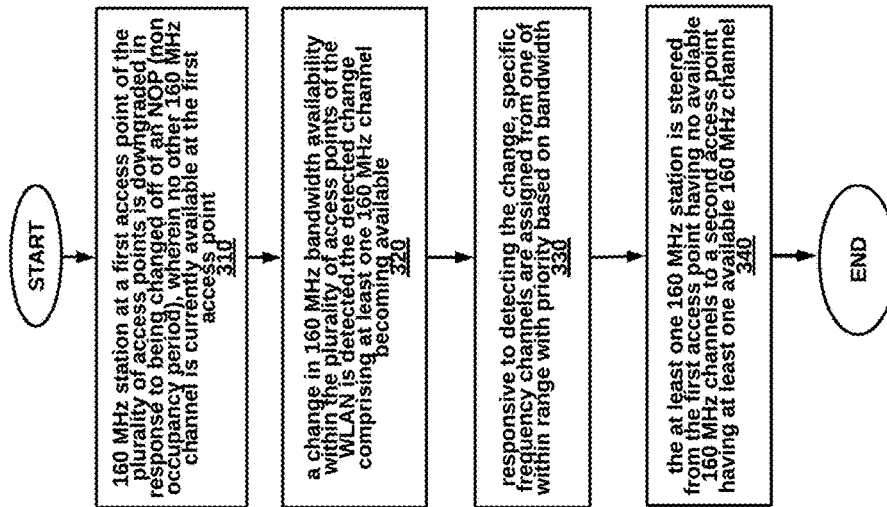 START
160 MHz station at a first access point of the
plurality of access points is downgraded in
response to being changed off of an NOP (non
occupancy period), wherein no other 160 MHz
channel is currently available at the first
access point
310
a change in 160 MHz bandwidth availability
within the plurality of access points of the
WLAN is detected,the detected change
comprising at least one 160 MHz channel
becoming available
320
responsive to detecting the change, specific
frequency channels are assigned from one of
within range with priority based on bandwidth
330
the at least one 160 MHz station is steered
from the first access point having no available
160 MHz channels to a second access point
having at least one available 160 MHz channel
340
END